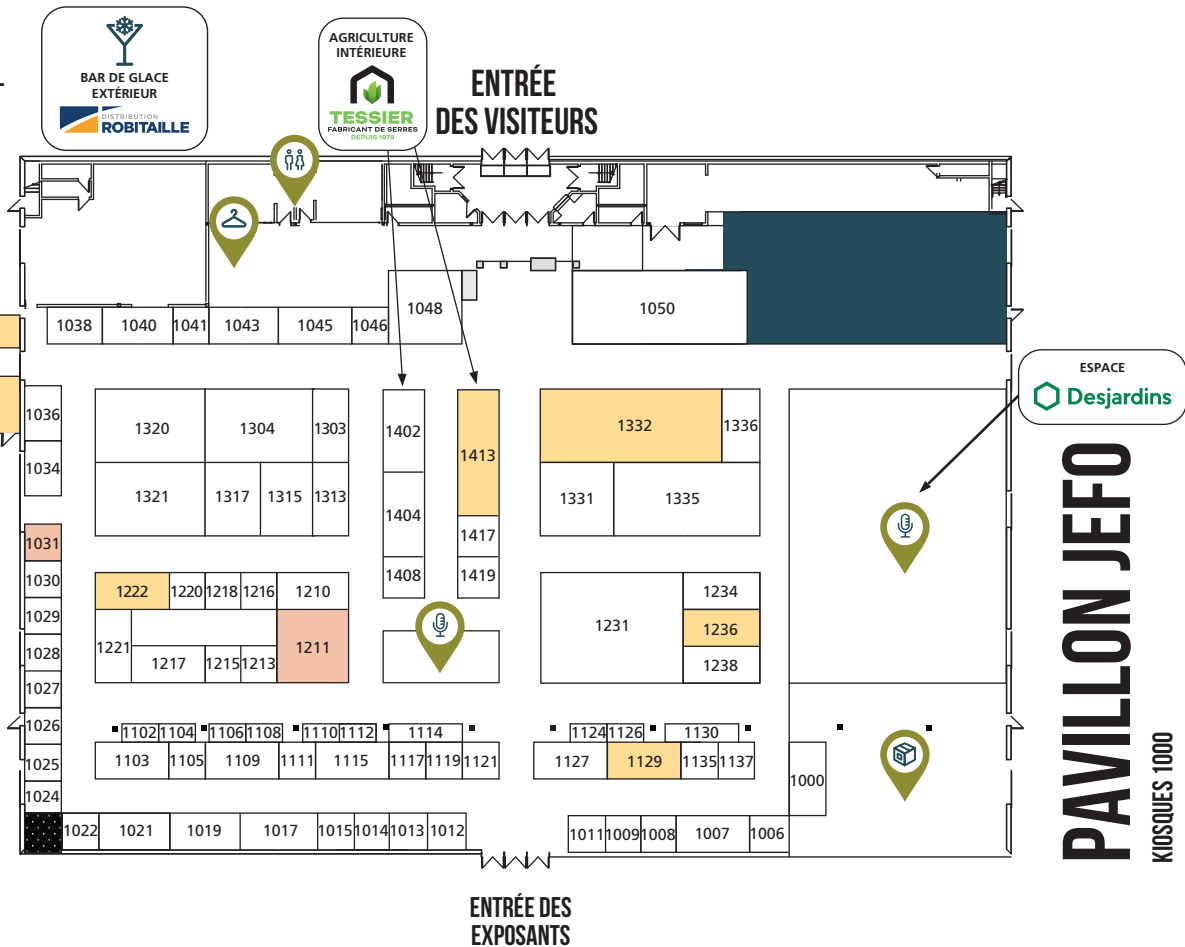 BAR DE GLACE
EXTÉRIEUR
DISTRIBUTION
ROBITAILLE
AGRICULTURE
INTÉRIEURE
TESSIER
FABRICANT DE SERRES
DEPUIS 1979
ENTRÉE
DES VISITEURS
1038 1040 1041 1043 1045 1046 1048 1050
ESPACE
Desjardins
1036
1034
1031
1030
1029
1028
1027
1026
1025
1024
1320 1304 1303
1321 1317 1315 1313
1402
1404
1408
1413
1417
1419
1332 1336
1331 1335
1222 1220 1218 1216 1210
1221 1217 1215 1213 1211
1231
1234
1236
1238
1102 1104 1106 1108 1110 1112 1114
1103 1105 1109 1111 1115 1117 1119 1121
1124 1126 1130
1127 1129 1135 1137
1000
1022 1021 1019 1017 1015 1014 1013 1012
1011 1009 1008 1007 1006
ENTRÉE DES
EXPOSANTS
PAVILLON JEFO
KIOSQUES 1000